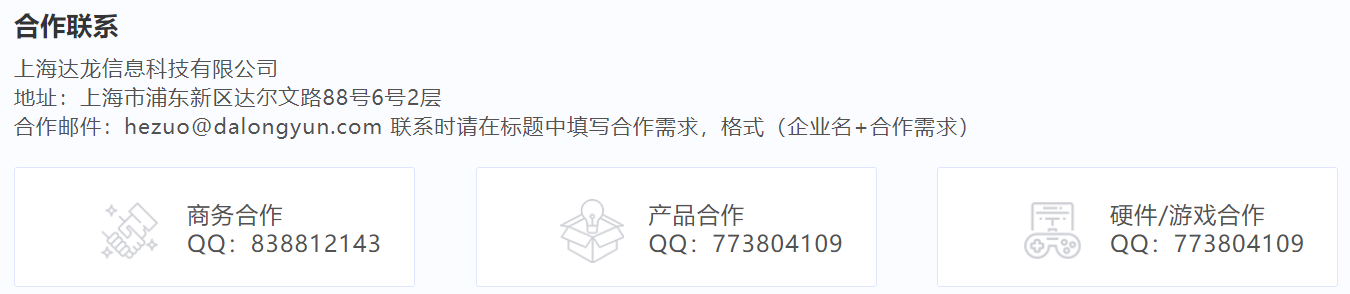 合作联系
上海达龙信息科技有限公司
地址：上海市浦东新区达尔文路88号6号2层
合作邮件：hezuo@dalongyun.com 联系时请在标题中填写合作需求，格式（企业名+合作需求）
商务合作
QQ：838812143
产品合作
QQ：773804109
硬件/游戏合作
QQ：773804109